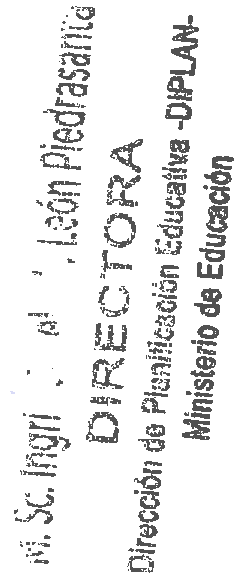 M. Sc. Ingri León Piedrasanta
DIRECTORA
Dirección de Planificación Educativa -DIPLAN-
Ministerio de Educación